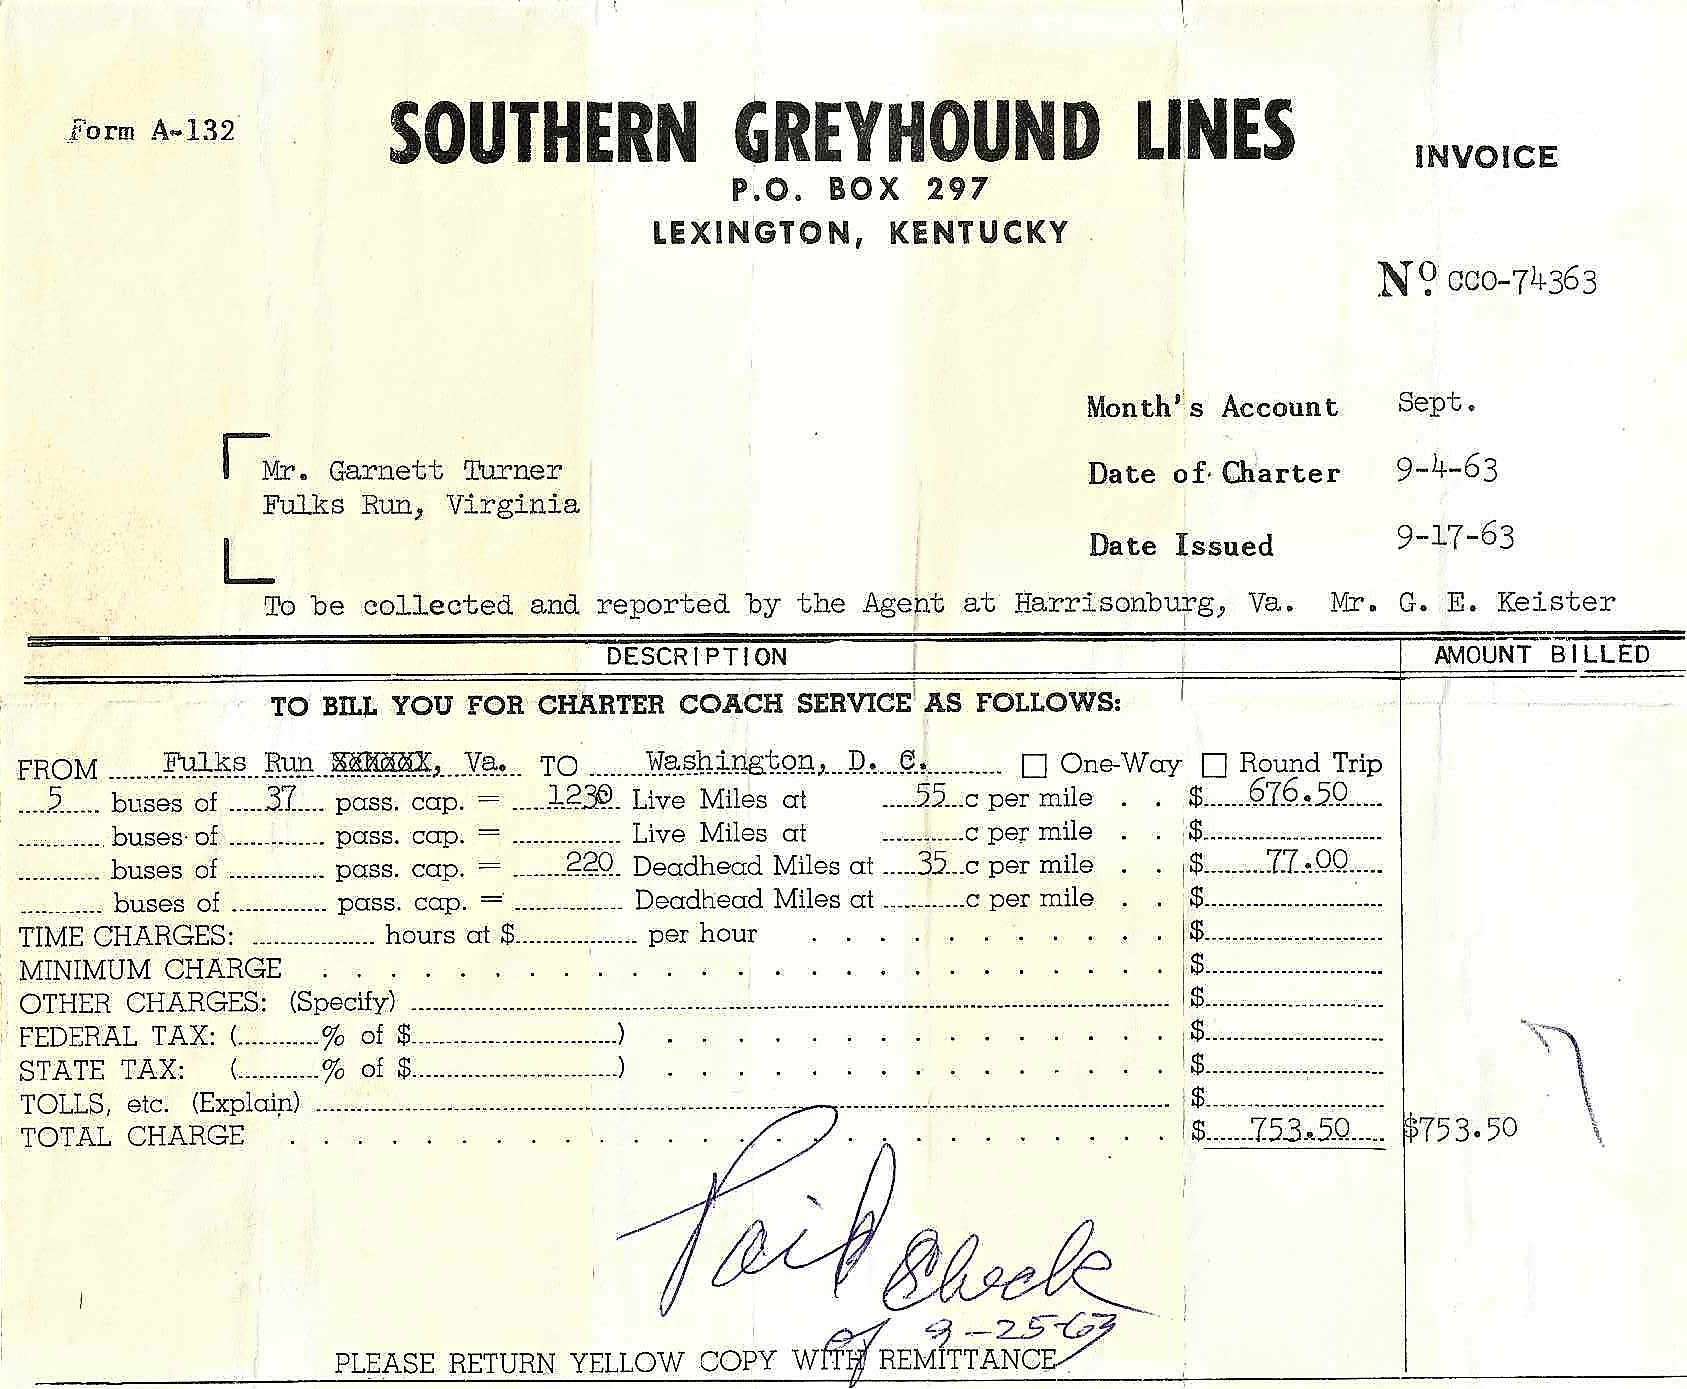 Form A-132
SOUTHERN GREYHOUND LINES
INVOICE
P.O. BOX 297
LEXINGTON, KENTUCKY
Nº CCO-74363
Month's Account Sept.
Mr. Garnett Turner
Date of Charter 9-4-63
Fulks Run, Virginia
Date Issued 9-17-63
To be collected and reported by the Agent at Harrisonburg, Va. Mr. G. E. Keister
DESCRIPTION AMOUNT BILLED
TO BILL YOU FOR CHARTER COACH SERVICE AS FOLLOWS:
FROM Fulks Run , Va. TO Washington, D. C. ☐ One-Way ☐ Round Trip
5 buses of 37 pass. cap. = 1230 Live Miles at 55 c per mile . . $ 676.50
buses of pass. cap. = Live Miles at c per mile . . $
buses of pass. cap. = 220 Deadhead Miles at 35 c per mile . . $ 77.00
buses of pass. cap. = Deadhead Miles at c per mile . . $
TIME CHARGES: hours at $ per hour $
MINIMUM CHARGE $
OTHER CHARGES: (Specify) $
FEDERAL TAX: ( % of $ ) $
STATE TAX: ( % of $ ) $
TOLLS, etc. (Explain) $
TOTAL CHARGE $ 753.50 $753.50
Paid Check
of 9-25-63
PLEASE RETURN YELLOW COPY WITH REMITTANCE